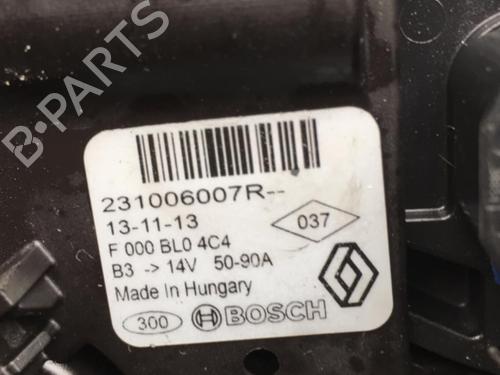 B-PARTS
231006007R--
13-11-13
037
F 000 BL0 4C4
B3 -> 14V 50-90A
Made In Hungary
300 BOSCH